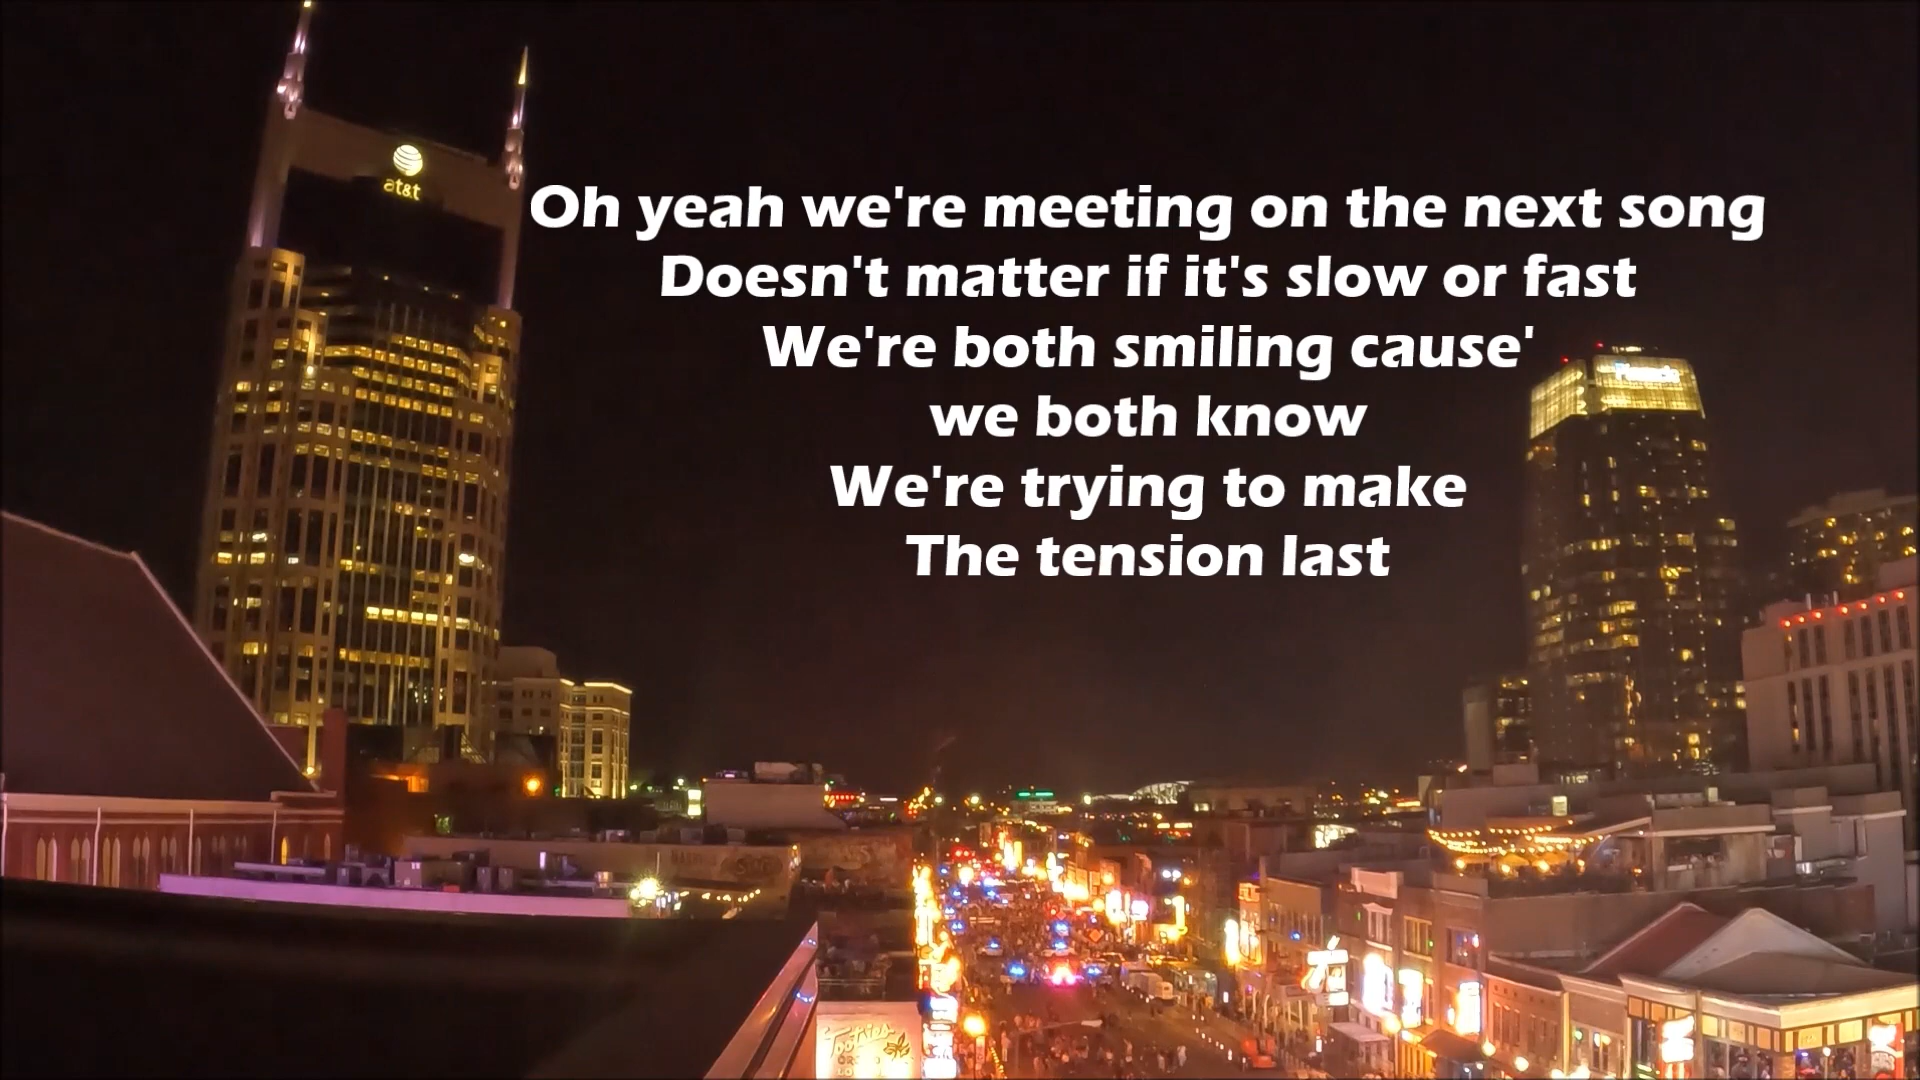 at&t
Oh yeah we're meeting on the next song
Doesn't matter if it's slow or fast
We're both smiling cause'
we both know
We're trying to make
The tension last
Pinnacle